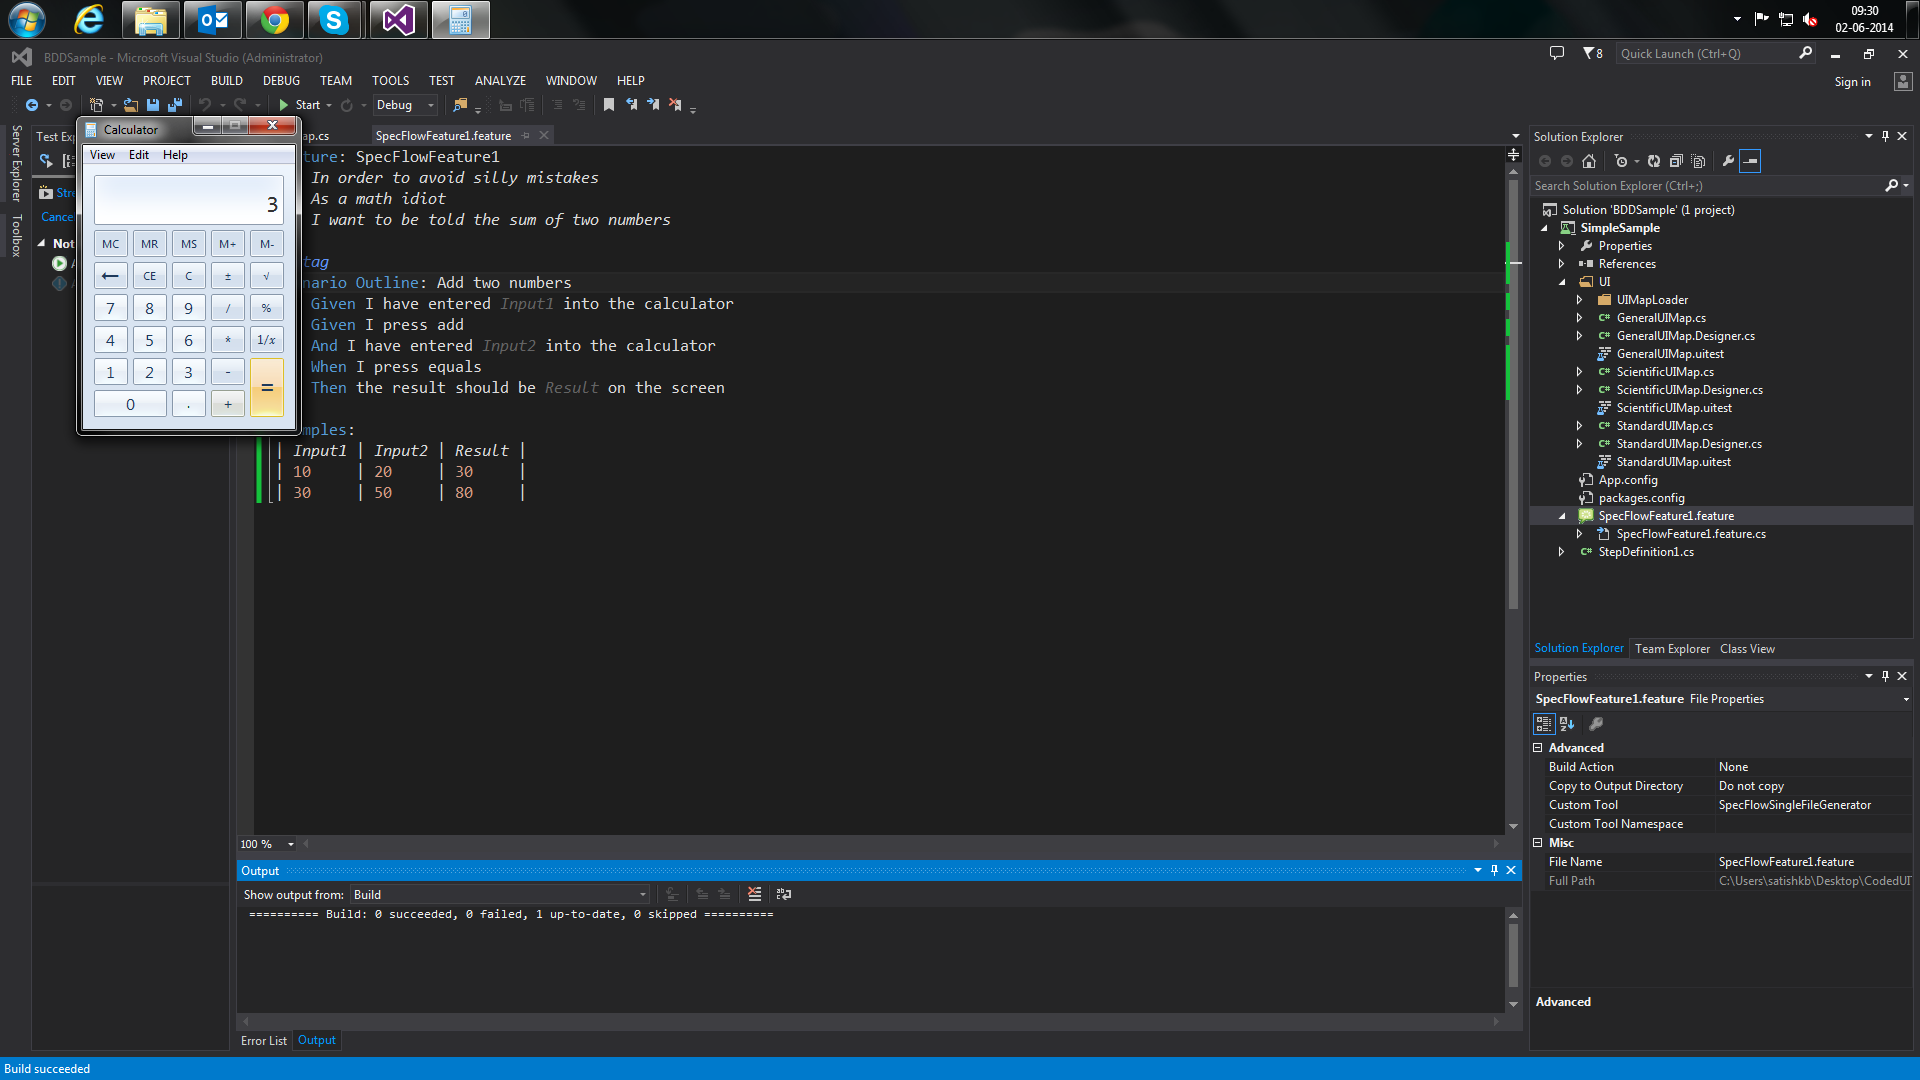 09:30
02-06-2014
BDDSample - Microsoft Visual Studio (Administrator)
8
Quick Launch (Ctrl+Q)
FILE EDIT VIEW PROJECT BUILD DEBUG TEAM TOOLS TEST ANALYZE WINDOW HELP
Sign in
Start
Debug
Server Explorer
Toolbox
Test Exp
Stre
Cance
Not
Calculator
View Edit Help
3
MC MR MS M+ M-
← CE C ± √
7 8 9 / %
4 5 6 * 1/x
1 2 3 - =
0 . +
ap.cs
SpecFlowFeature1.feature
ture: SpecFlowFeature1
In order to avoid silly mistakes
As a math idiot
I want to be told the sum of two numbers
tag
nario Outline: Add two numbers
Given I have entered Input1 into the calculator
Given I press add
And I have entered Input2 into the calculator
When I press equals
Then the result should be Result on the screen
mples:
| Input1 | Input2 | Result |
| 10 | 20 | 30 |
| 30 | 50 | 80 |
100 %
Output
Show output from: Build
========== Build: 0 succeeded, 0 failed, 1 up-to-date, 0 skipped ==========
Error List Output
Build succeeded
Solution Explorer
Search Solution Explorer (Ctrl+;)
Solution 'BDDSample' (1 project)
SimpleSample
Properties
References
UI
UIMapLoader
C# GeneralUIMap.cs
C# GeneralUIMap.Designer.cs
GeneralUIMap.uitest
C# ScientificUIMap.cs
C# ScientificUIMap.Designer.cs
ScientificUIMap.uitest
C# StandardUIMap.cs
C# StandardUIMap.Designer.cs
StandardUIMap.uitest
App.config
packages.config
SpecFlowFeature1.feature
SpecFlowFeature1.feature.cs
C# StepDefinition1.cs
Solution Explorer Team Explorer Class View
Properties
SpecFlowFeature1.feature File Properties
Advanced
Build Action None
Copy to Output Directory Do not copy
Custom Tool SpecFlowSingleFileGenerator
Custom Tool Namespace
Misc
File Name SpecFlowFeature1.feature
Full Path C:\Users\satishkb\Desktop\CodedUI
Advanced